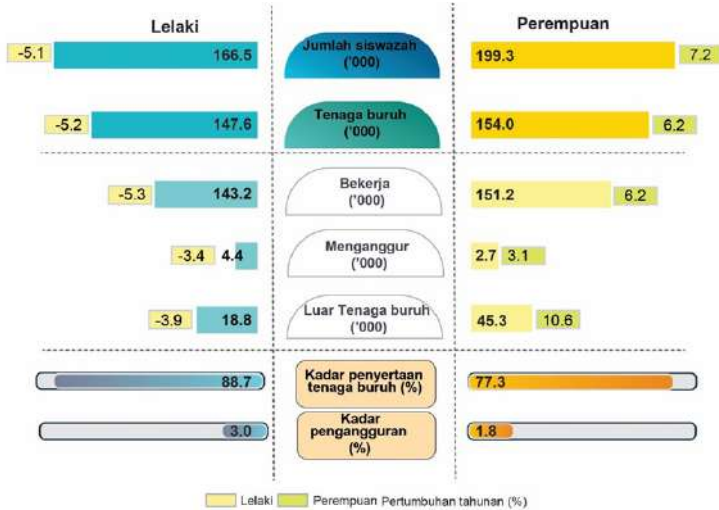 Lelaki
Perempuan
-5.1 166.5 Jumlah siswazah ('000) 199.3 7.2
-5.2 147.6 Tenaga buruh ('000) 154.0 6.2
-5.3 143.2 Bekerja ('000) 151.2 6.2
-3.4 4.4 Menganggur ('000) 2.7 3.1
-3.9 18.8 Luar Tenaga buruh ('000) 45.3 10.6
88.7 Kadar penyertaan tenaga buruh (%) 77.3
3.0 Kadar pengangguran (%) 1.8
Lelaki Perempuan Pertumbuhan tahunan (%)